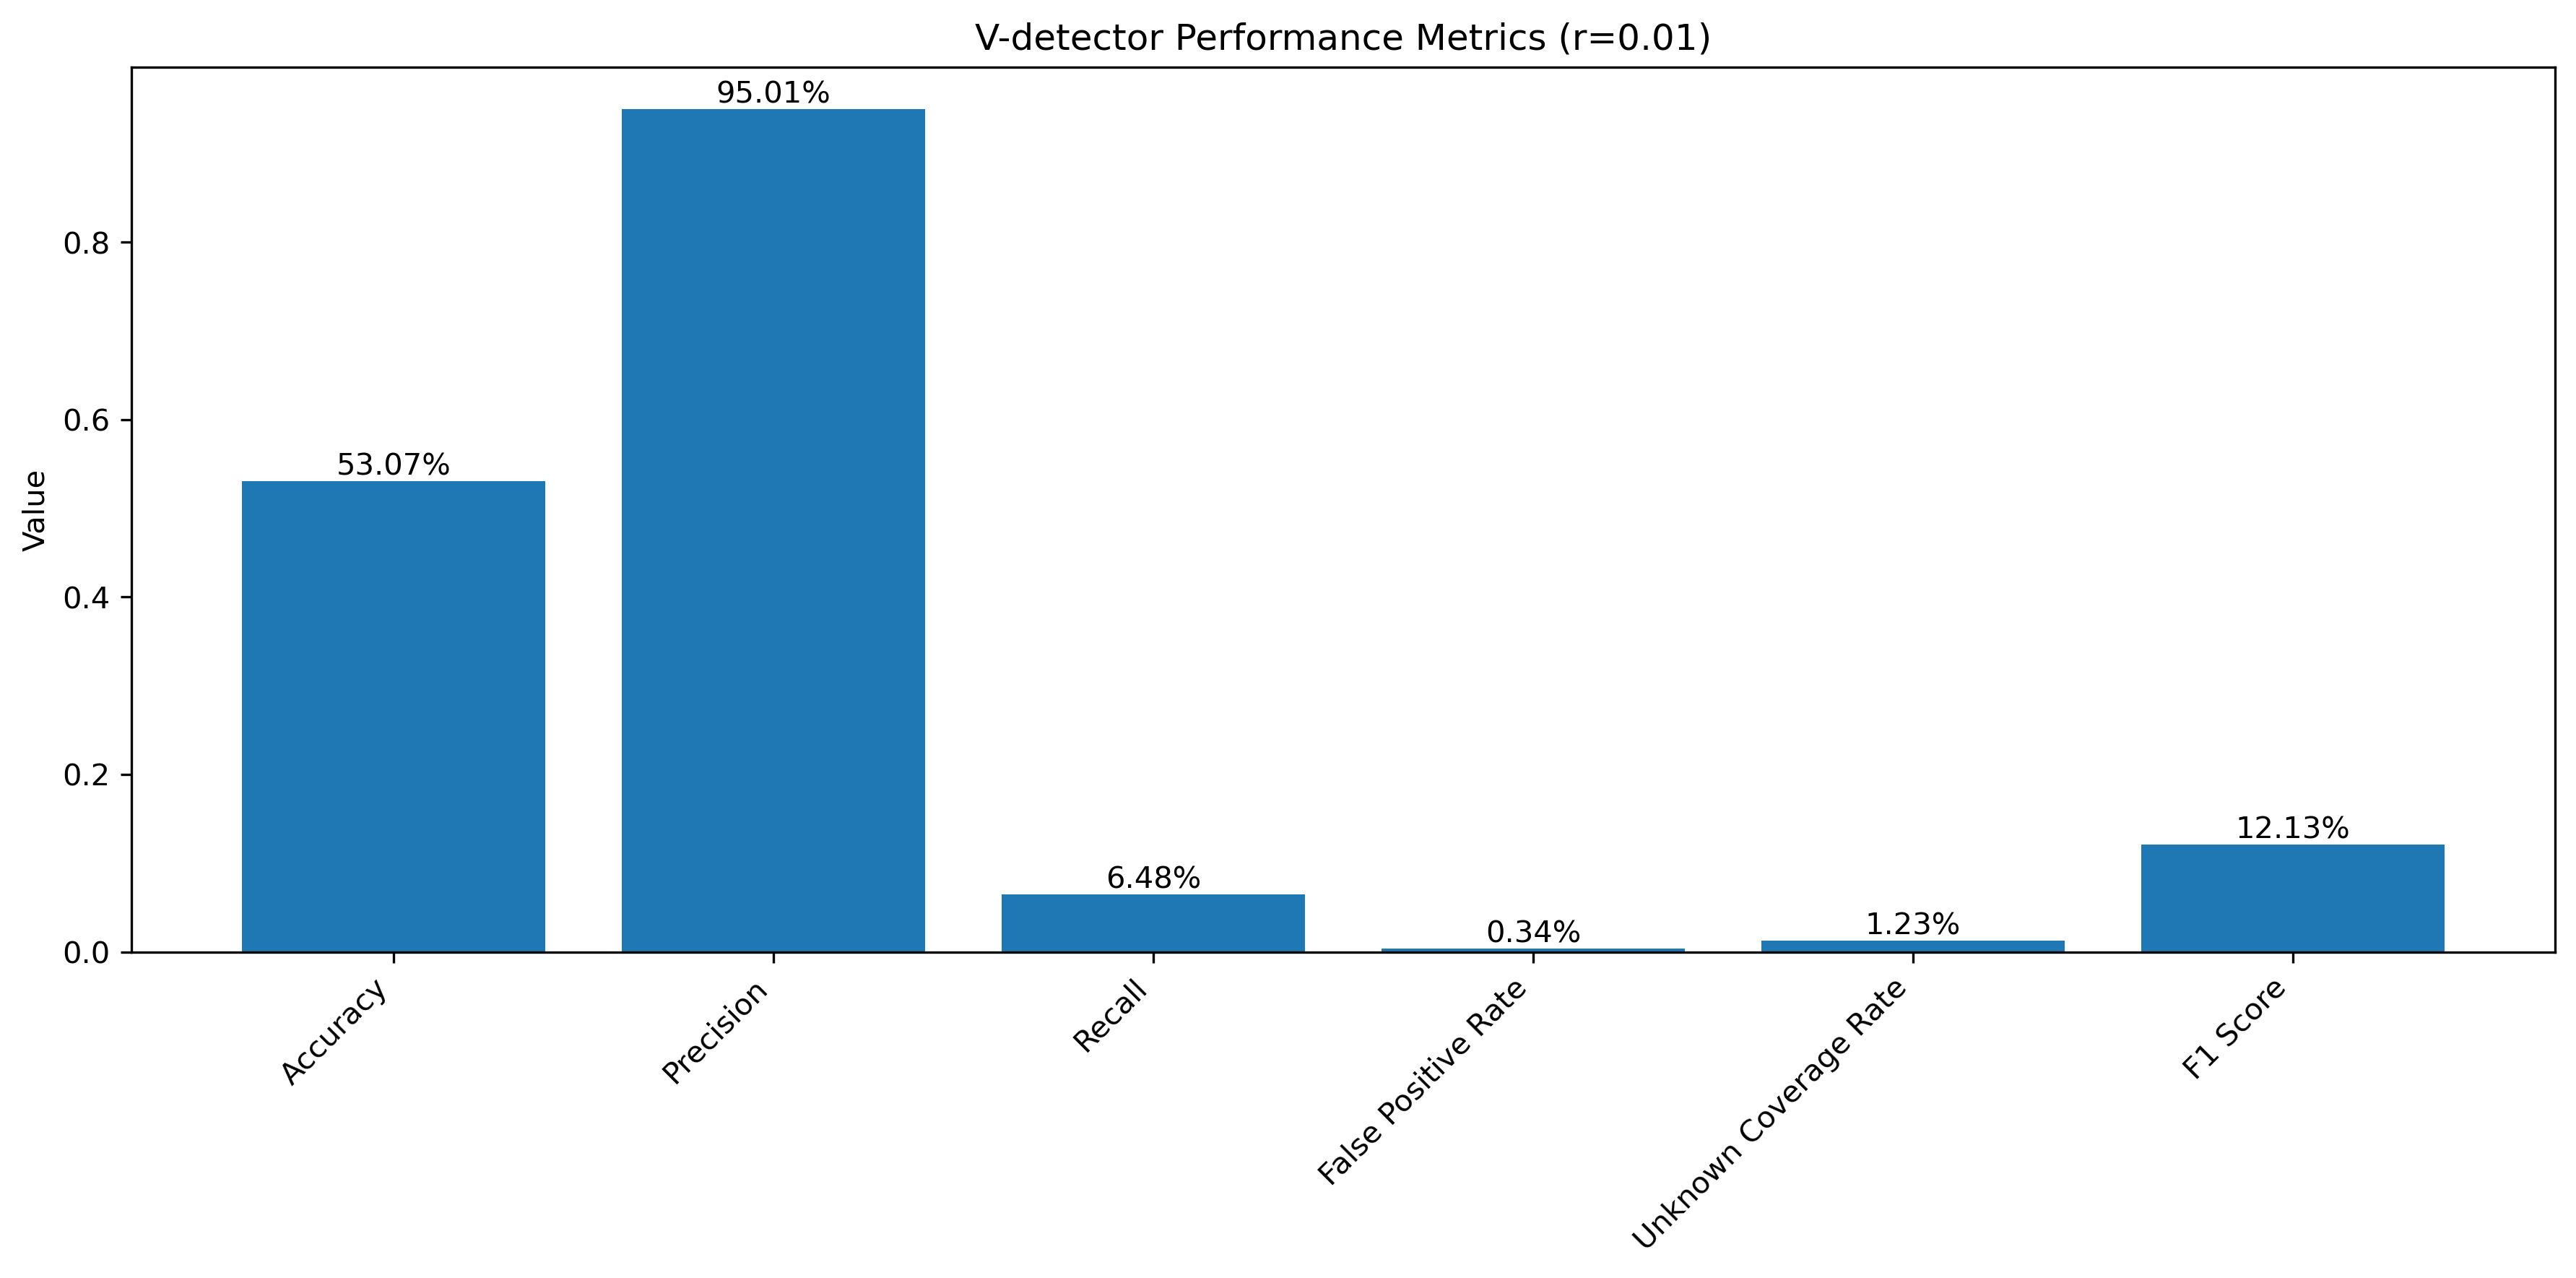 V-detector Performance Metrics (r=0.01)
Value
0.8
0.6
0.4
0.2
0.0
53.07%
95.01%
6.48%
0.34%
1.23%
12.13%
Accuracy
Precision
Recall
False Positive Rate
Unknown Coverage Rate
F1 Score